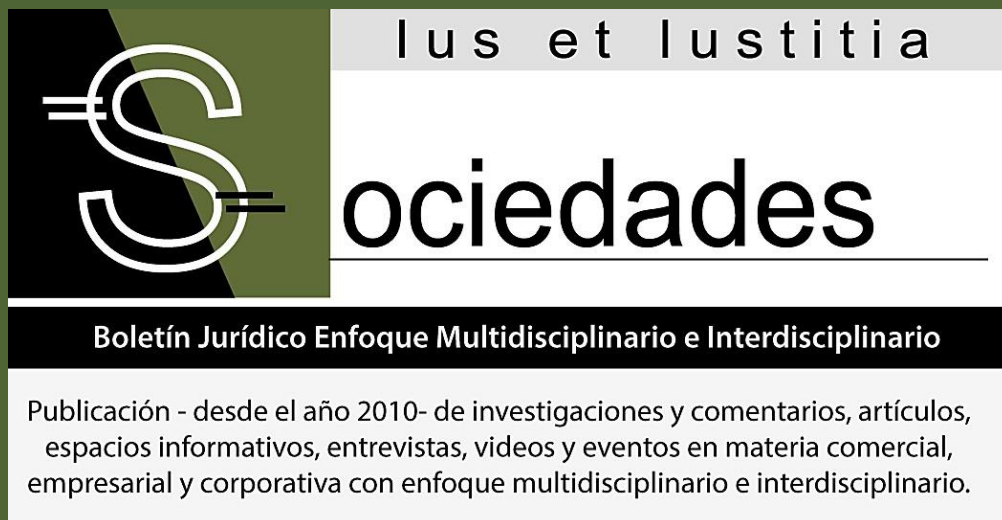 Ius et Iustitia
Sociedades
Boletín Jurídico Enfoque Multidisciplinario e Interdisciplinario
Publicación - desde el año 2010- de investigaciones y comentarios, artículos,
espacios informativos, entrevistas, videos y eventos en materia comercial,
empresarial y corporativa con enfoque multidisciplinario e interdisciplinario.